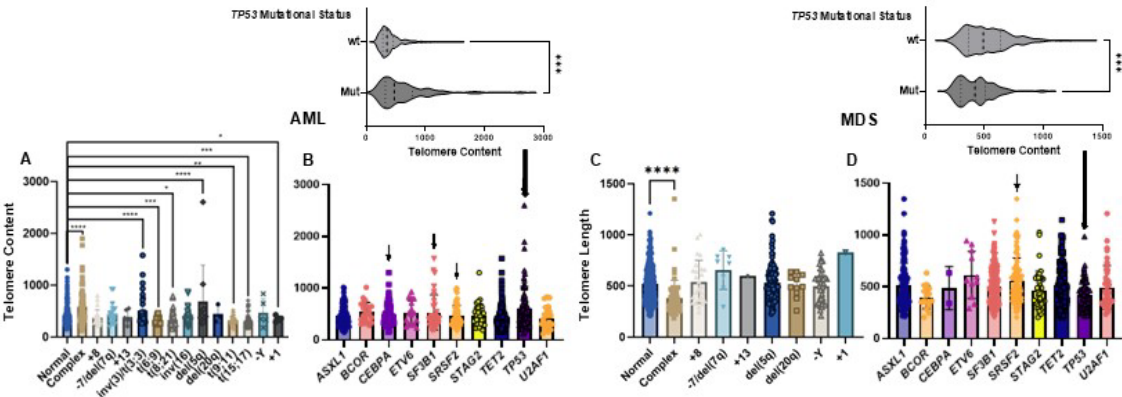 TP53 Mutational Status
wt
Mut
***
0
1000
2000
3000
Telomere Content
AML
TP53 Mutational Status
wt
Mut
***
0
500
1000
1500
Telomere Content
MDS
A
Telomere Content
3000
2000
1000
0
*
***
**
****
*
***
****
****
Normal
Complex
+8
-7/del(7q)
+13
inv(3)/t(3;3)
t(6;9)
t(8;21)
inv(16)
del(5q)
del(20q)
t(9;11)
t(15;17)
-Y
+1
B
3000
2000
1000
0
ASXL1
BCOR
CEBPA
ETV6
SF3B1
SRSF2
STAG2
TET2
TP53
U2AF1
C
Telomere Length
1500
1000
500
0
****
Normal
Complex
+8
-7/del(7q)
+13
del(5q)
del(20q)
-Y
+1
D
1500
1000
500
0
ASXL1
BCOR
CEBPA
ETV6
SF3B1
SRSF2
STAG2
TET2
TP53
U2AF1